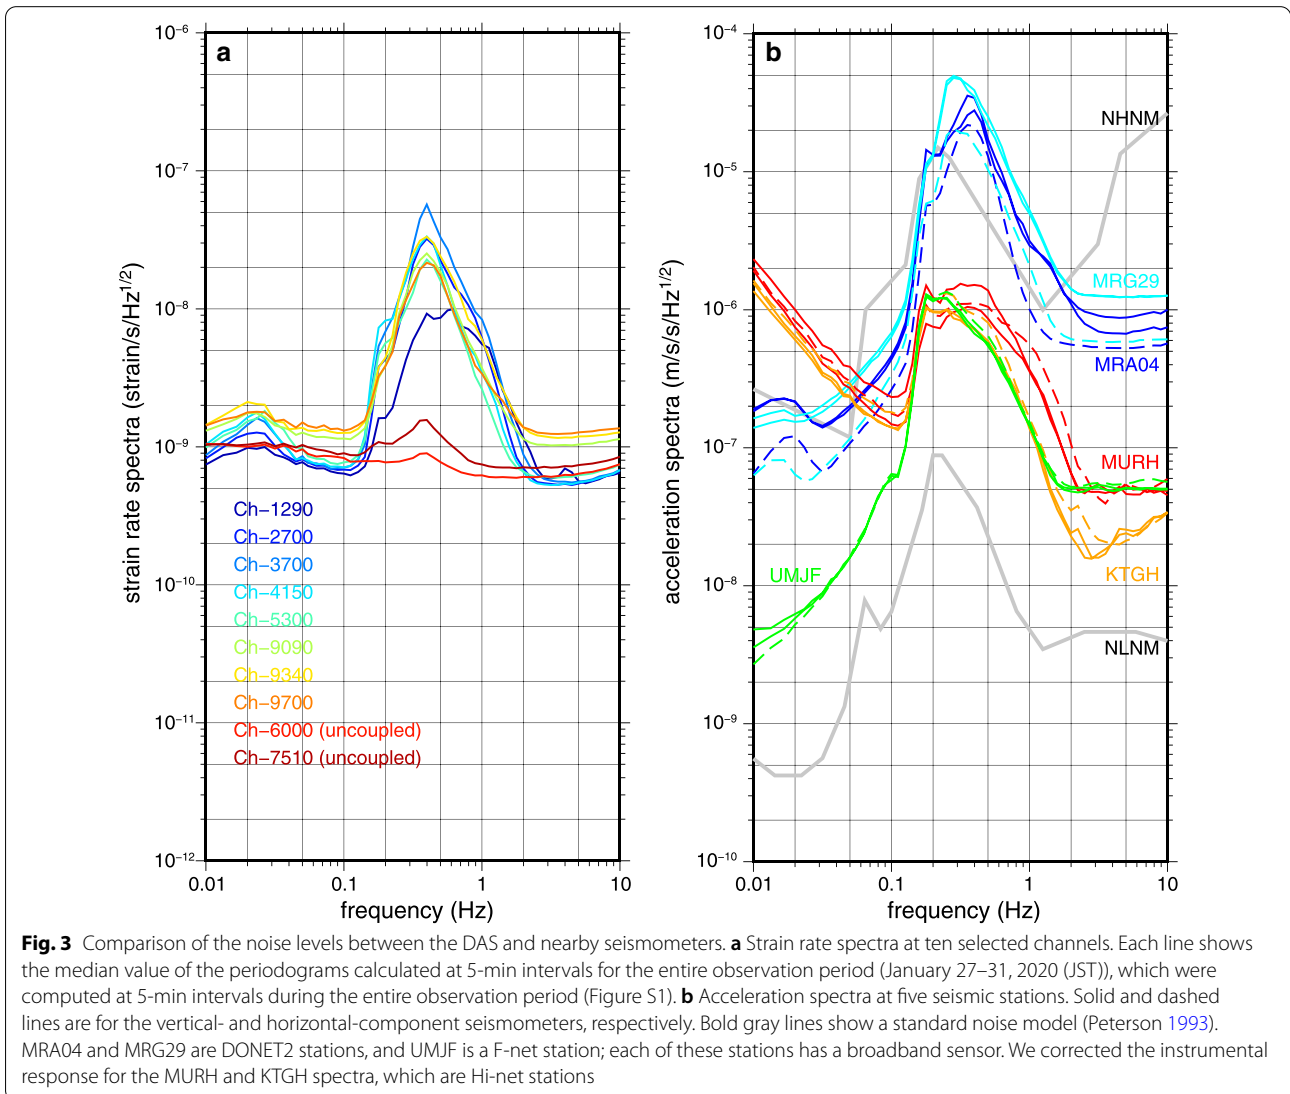 a
10−6
10−7
10−8
10−9
10−10
10−11
10−12
strain rate spectra (strain/s/Hz1/2)
Ch−1290
Ch−2700
Ch−3700
Ch−4150
Ch−5300
Ch−9090
Ch−9340
Ch−9700
Ch−6000 (uncoupled)
Ch−7510 (uncoupled)
0.01 0.1 1 10
frequency (Hz)
b
10−4
10−5
10−6
10−7
10−8
10−9
10−10
acceleration spectra (m/s/s/Hz1/2)
NHNM
MRG29
MRA04
MURH
UMJF
KTGH
NLNM
0.01 0.1 1 10
frequency (Hz)
Fig. 3 Comparison of the noise levels between the DAS and nearby seismometers. a Strain rate spectra at ten selected channels. Each line shows
the median value of the periodograms calculated at 5-min intervals for the entire observation period (January 27–31, 2020 (JST)), which were
computed at 5-min intervals during the entire observation period (Figure S1). b Acceleration spectra at five seismic stations. Solid and dashed
lines are for the vertical- and horizontal-component seismometers, respectively. Bold gray lines show a standard noise model (Peterson 1993).
MRA04 and MRG29 are DONET2 stations, and UMJF is a F-net station; each of these stations has a broadband sensor. We corrected the instrumental
response for the MURH and KTGH spectra, which are Hi-net stations